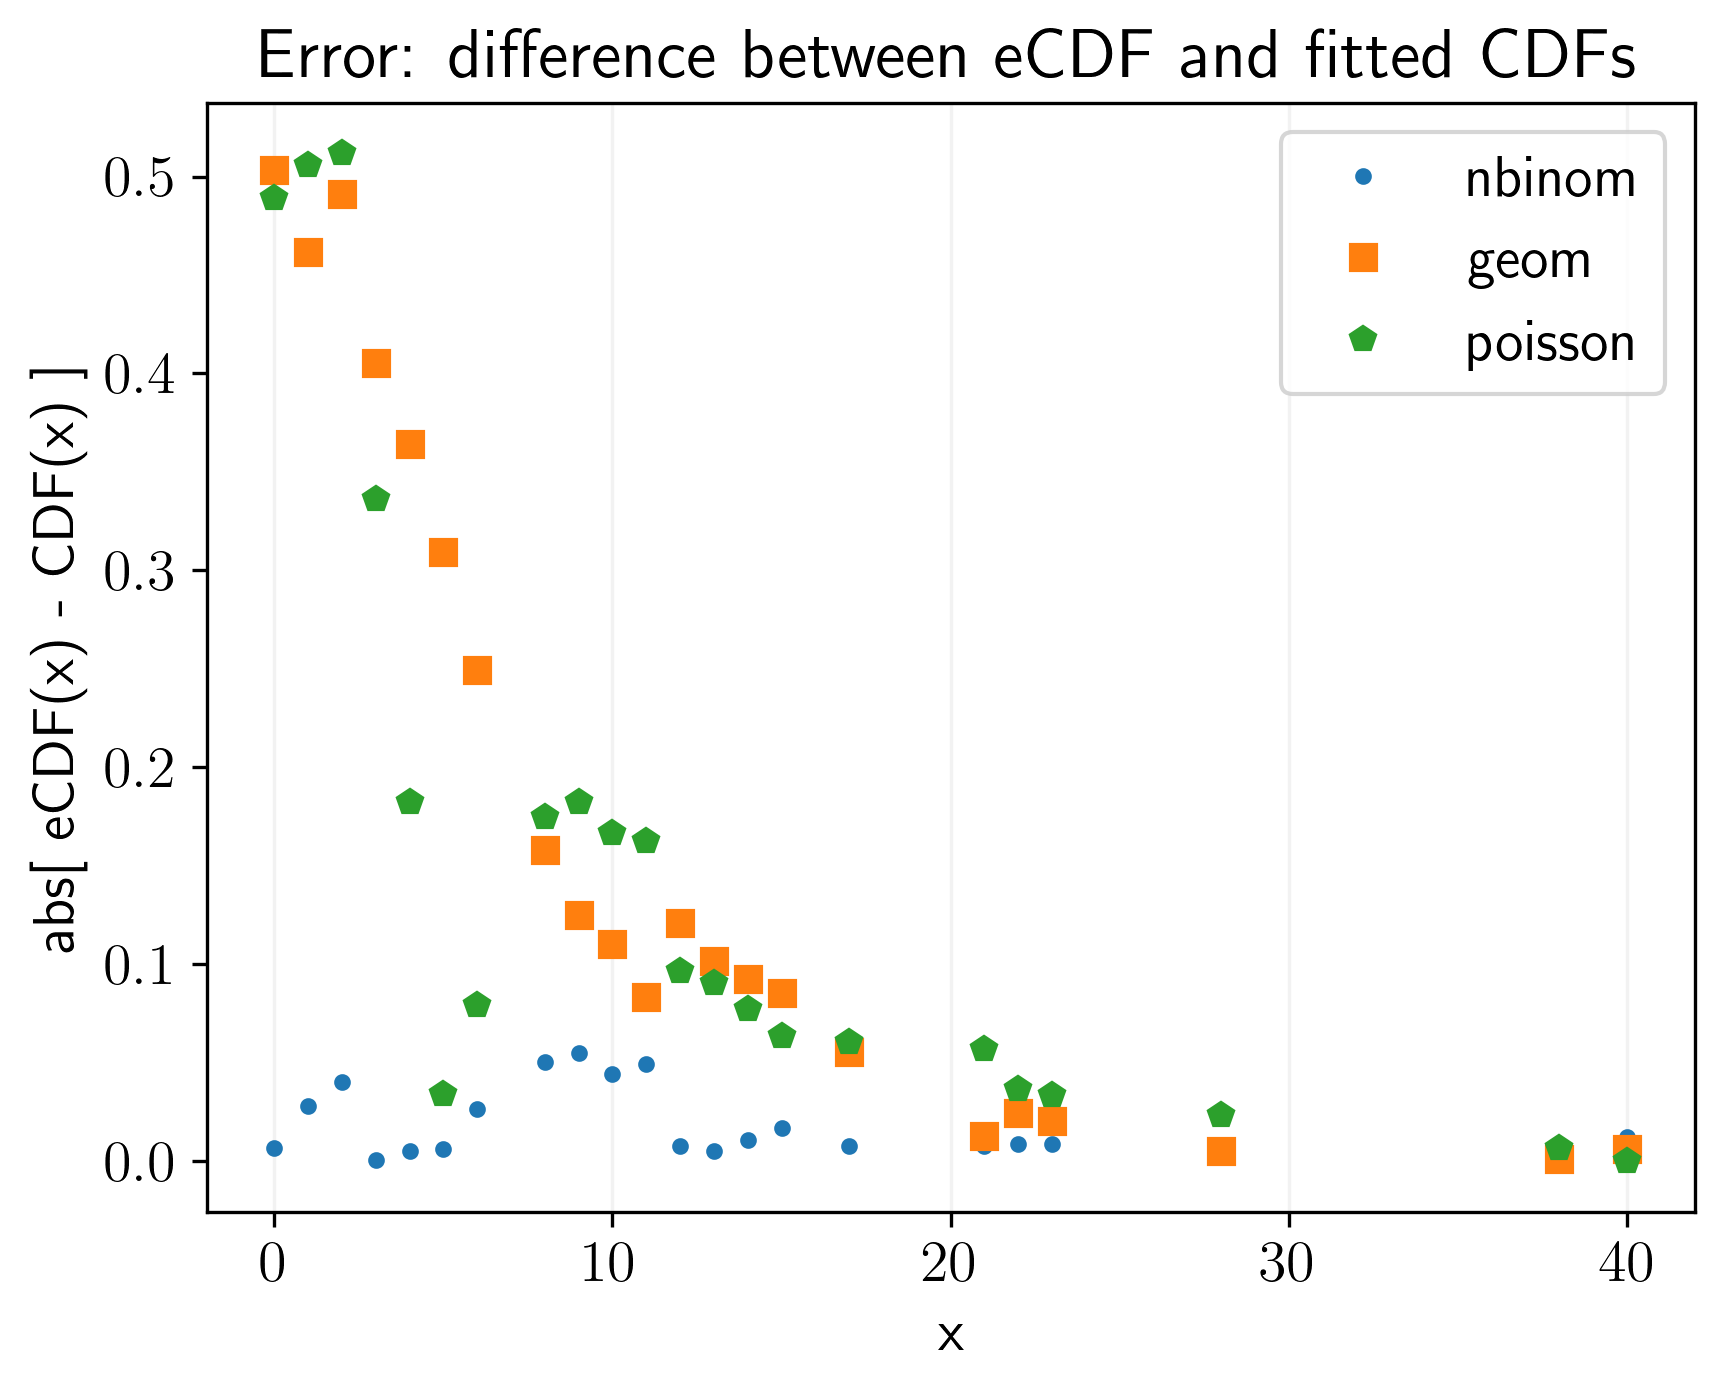 Error: difference between eCDF and fitted CDFs
abs[ eCDF(x) - CDF(x) ]
0.5
0.4
0.3
0.2
0.1
0.0
nbinom
geom
poisson
0 10 20 30 40
x